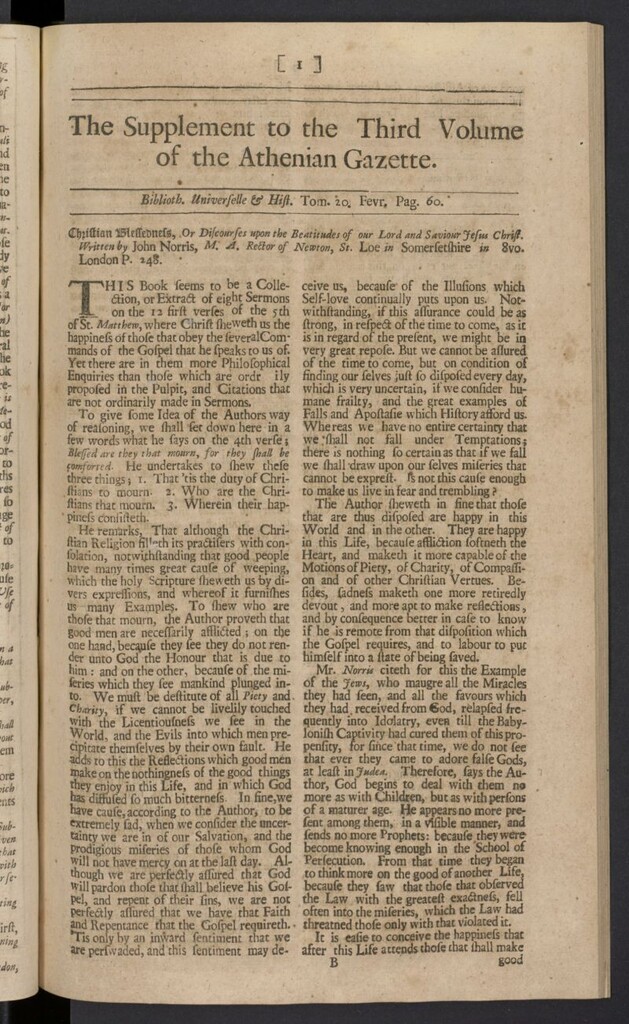 [ 1 ]
The Supplement to the Third Volume
of the Athenian Gazette.
Biblioth. Universelle & Hist. Tom. 20. Fevr. Pag. 60.
Christian Blessedness, Or Discourses upon the Beatitudes of our Lord and Saviour Jesus Christ.
Written by John Norris, M. A. Rector of Newton, St. Loe in Somersetshire in 8vo.
London P. 248.
THIS Book seems to be a Colle-
ction, or Extract of eight Sermons
on the 12 first verses of the 5th
of St. Matthew, where Christ sheweth us the
happiness of those that obey the several Com-
mands of the Gospel that he speaks to us of.
Yet there are in them more Philosophical
Enquiries than those which are ordi ily
proposed in the Pulpit, and Citations that
are not ordinarily made in Sermons.
To give some Idea of the Authors way
of reasoning, we shall set down here in a
few words what he says on the 4th verse;
Blessed are they that mourn, for they shall be
comforted. He undertakes to shew these
three things; 1. That 'tis the duty of Chri-
stians to mourn. 2. Who are the Chri-
stians that mourn. 3. Wherein their hap-
piness consisteth.
He remarks, That although the Chri-
stian Religion fill-eth its practisers with con-
solation, notwithstanding that good people
have many times great cause of weeping,
which the holy Scripture sheweth us by di-
vers expressions, and whereof it furnishes
us many Examples. To shew who are
those that mourn, the Author proveth that
good men are necessarily afflicted; on the
one hand, because they see they do not ren-
der unto God the Honour that is due to
him: and on the other, because of the mi-
series which they see mankind plunged in-
to. We must be destitute of all Piety and
Charity, if we cannot be livelily touched
with the Licentiousness we see in the
World, and the Evils into which men pre-
cipitate themselves by their own fault. He
adds to this the Reflections which good men
make on the nothingness of the good things
they enjoy in this Life, and in which God
has diffused so much bitterness. In fine, we
have cause, according to the Author, to be
extremely sad, when we consider the uncer-
tainty we are in of our Salvation, and the
prodigious miseries of those whom God
will not have mercy on at the last day. Al-
though we are perfectly assured that God
will pardon those that shall believe his Gos-
pel, and repent of their sins, we are not
perfectly assured that we have that Faith
and Repentance that the Gospel requireth.
'Tis only by an inward sentiment that we
are perswaded, and this sentiment may de-
ceive us, because of the Illusions which
Self-love continually puts upon us. Not-
withstanding, if this assurance could be as
strong, in respect of the time to come, as it
is in regard of the present, we might be in
very great repose. But we cannot be assured
of the time to come, but on condition of
finding our selves just so disposed every day,
which is very uncertain, if we consider hu-
mane frailty, and the great examples of
Falls and Apostasie which History afford us.
Whereas we have no entire certainty that
we shall not fall under Temptations;
there is nothing so certain as that if we fall
we shall draw upon our selves miseries that
cannot be exprest. Is not this cause enough
to make us live in fear and trembling?
The Author sheweth in fine that those
that are thus disposed are happy in this
World and in the other. They are happy
in this Life, because affliction softneth the
Heart, and maketh it more capable of the
Motions of Piety, of Charity, of Compassi-
on and of other Christian Vertues. Be-
sides, sadness maketh one more retiredly
devout, and more apt to make reflections,
and by consequence better in case to know
if he is remote from that disposition which
the Gospel requires, and to labour to put
himself into a state of being saved.
Mr. Norris citeth for this the Example
of the Jews, who maugre all the Miracles
they had seen, and all the favours which
they had received from God, relapsed fre-
quently into Idolatry, even till the Baby-
lonish Captivity had cured them of this pro-
pensity, for since that time, we do not see
that ever they came to adore false Gods,
at least in Judea. Therefore, says the Au-
thor, God begins to deal with them no
more as with Children, but as with persons
of a maturer age. He appears no more pre-
sent among them, in a visible manner, and
sends no more Prophets: because they were
become knowing enough in the School of
Persecution. From that time they began
to think more on the good of another Life,
because they saw that those that observed
the Law with the greatest exactness, fell
often into the miseries, which the Law had
threatned those only with that violated it.
It is easie to conceive the happiness that
after this Life attends those that shall make
B good